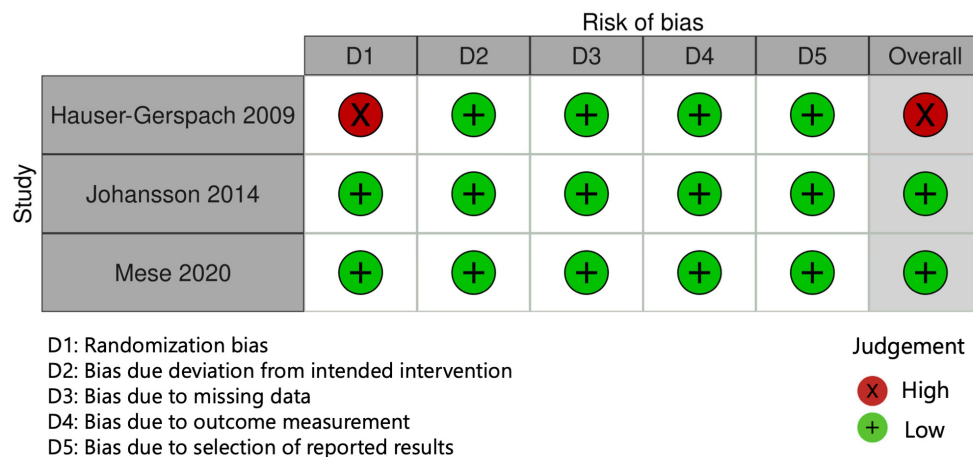 Risk of bias
D1 D2 D3 D4 D5 Overall
Study
Hauser-Gerspach 2009 X + + + + X
Johansson 2014 + + + + + +
Mese 2020 + + + + + +
D1: Randomization bias
D2: Bias due deviation from intended intervention
D3: Bias due to missing data
D4: Bias due to outcome measurement
D5: Bias due to selection of reported results
Judgement
X High
+ Low